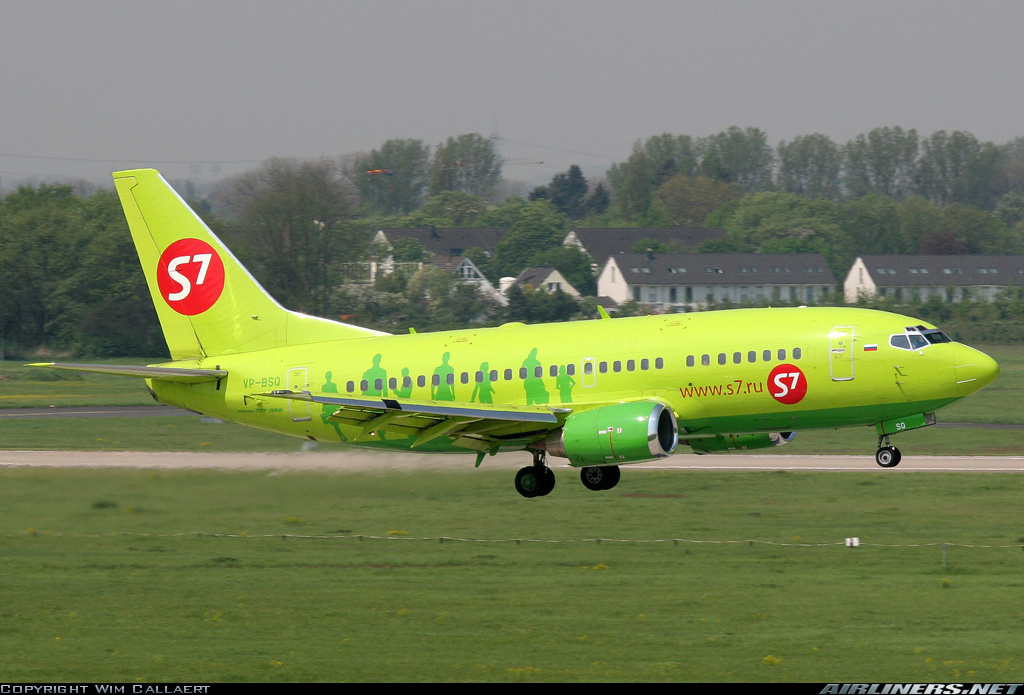 S7
VP-BSQ
www.s7.ru
S7
SQ
COPYRIGHT WIM CALLAERT
AIRLINERS.NET